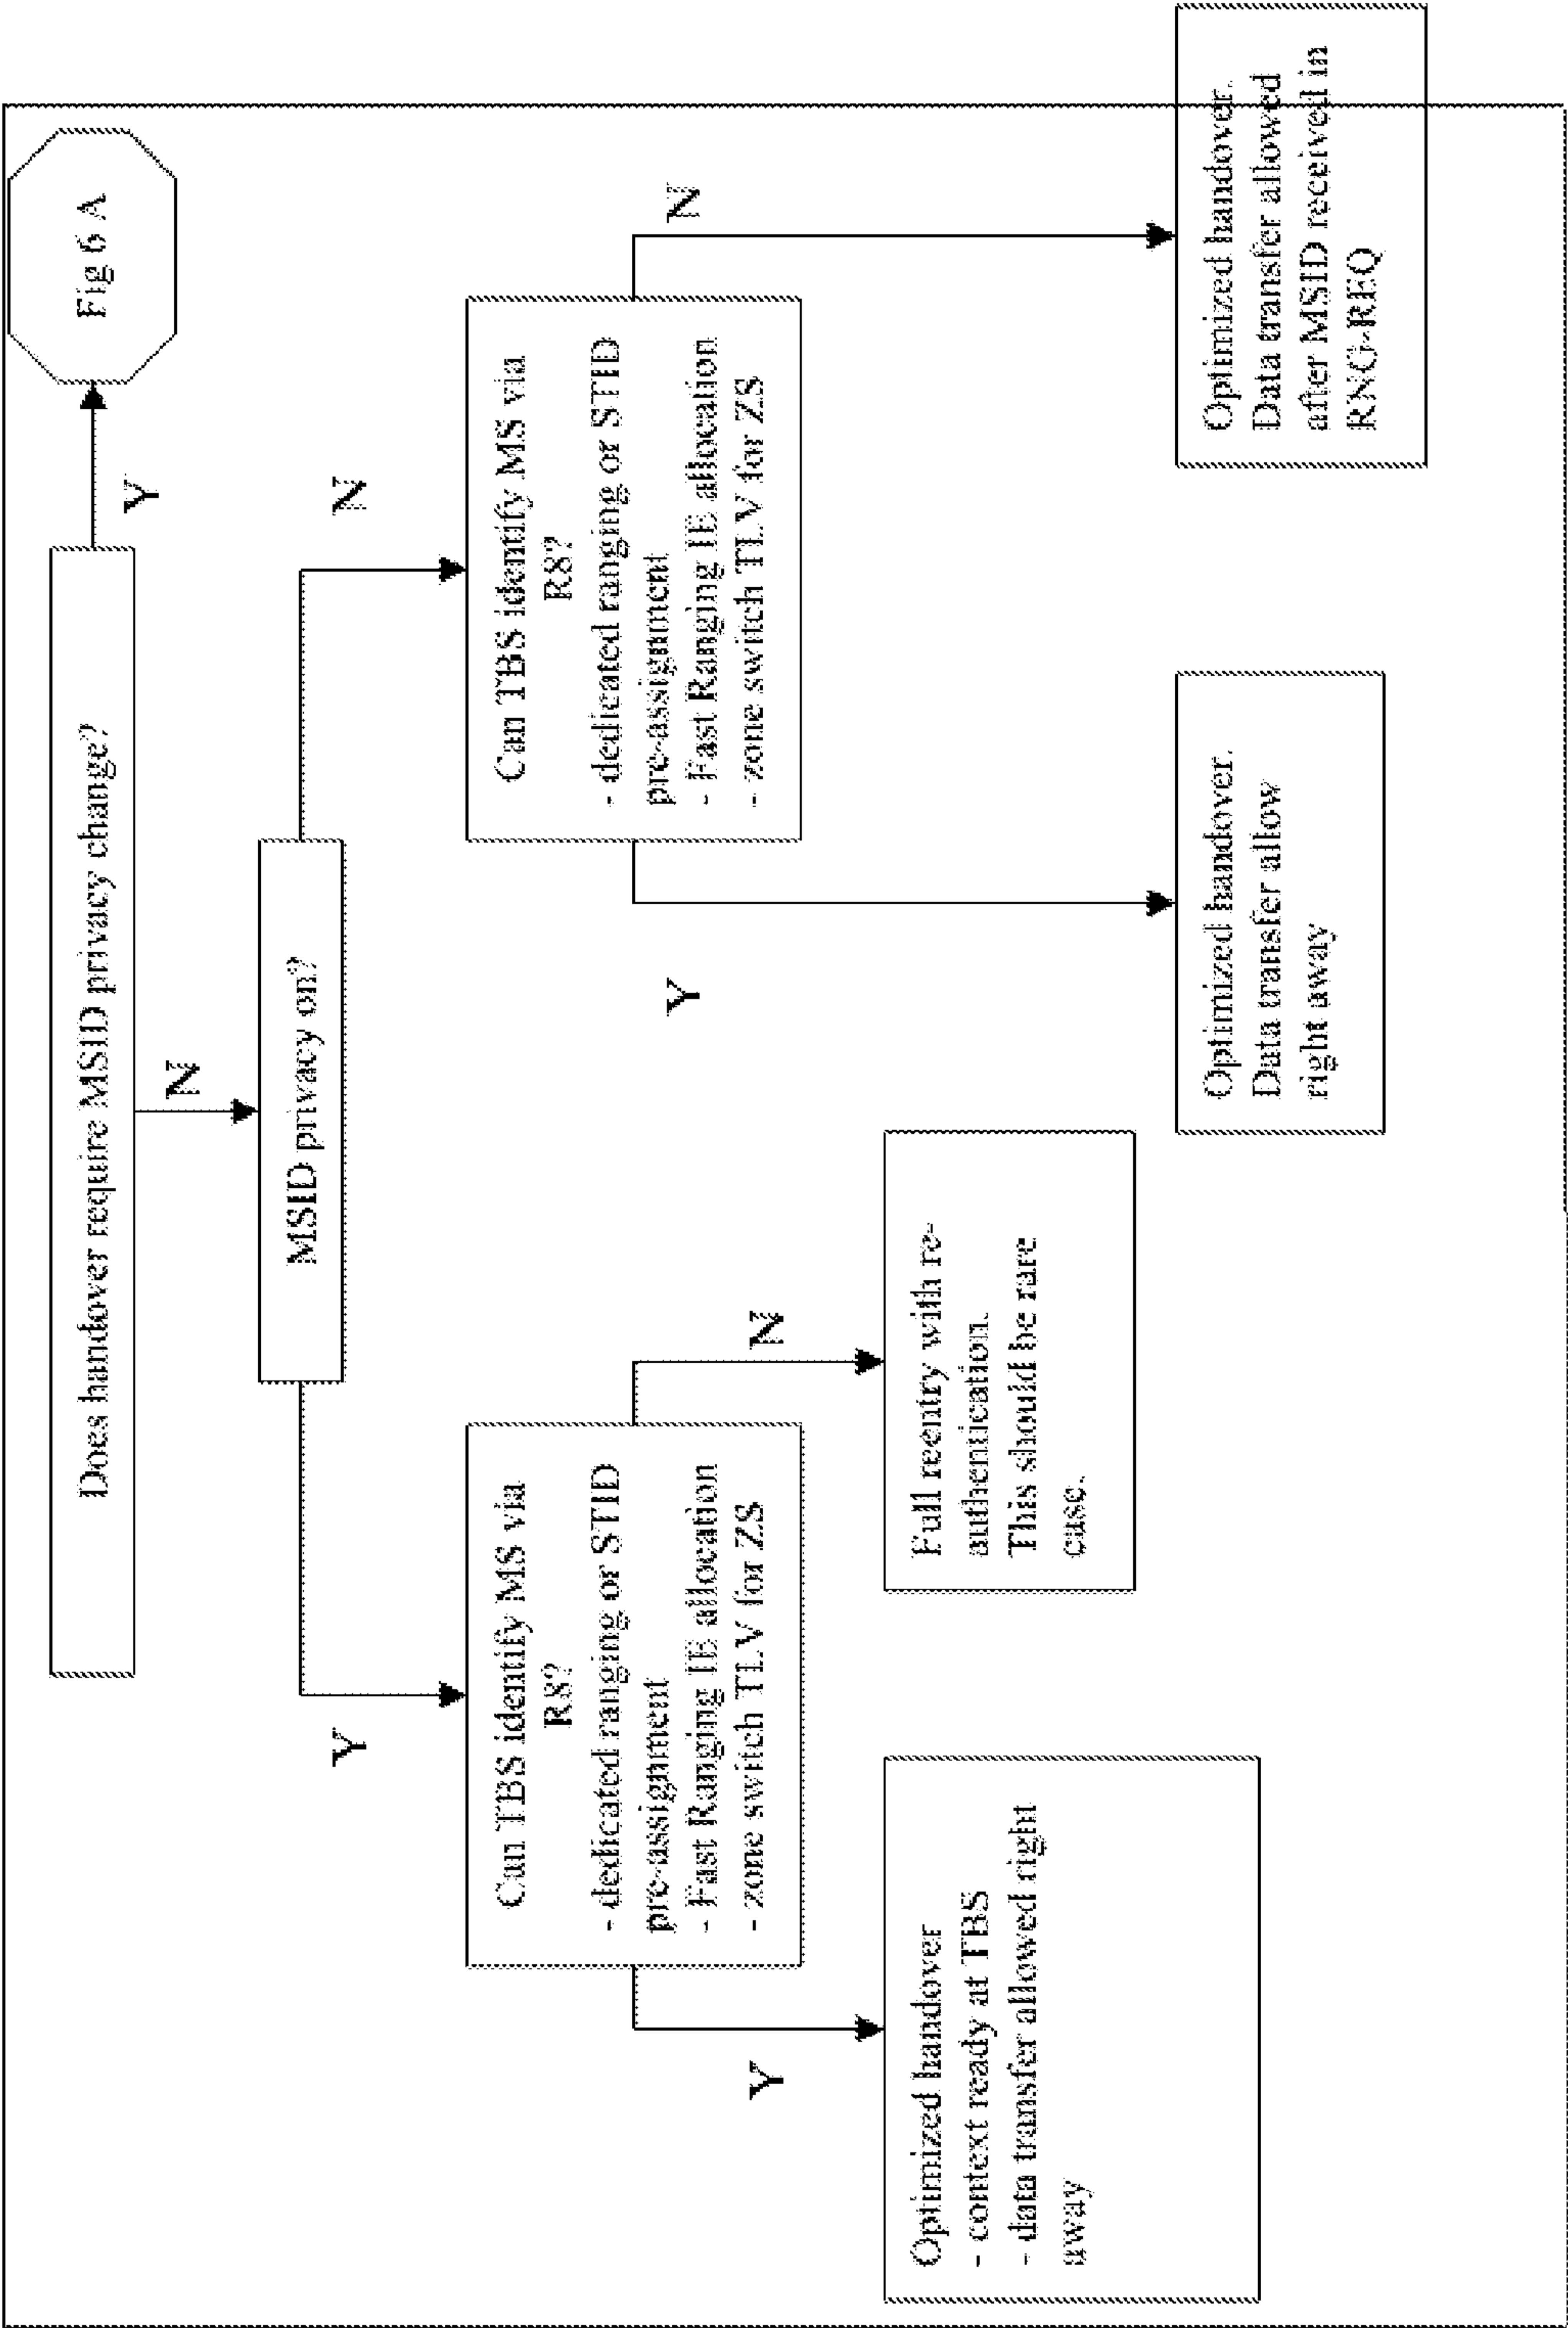 Does handover require MSID privacy change?
Y
Fig 6 A
N
MSID privacy on?
Y
N
Can TBS identify MS via
R8?
- dedicated ranging or STID
pre-assignment
- Fast Ranging IE allocation
- zone switch TLV for ZS
Can TBS identify MS via
R8?
- dedicated ranging or STID
pre-assignment
- Fast Ranging IE allocation
- zone switch TLV for ZS
Y
N
Y
N
Optimized handover
- context ready at TBS
- data transfer allowed right
away
Full reentry with re-
authentication.
This should be rare
case.
Optimized handover.
Data transfer allow
right away
Optimized handover.
Data transfer allowed
after MSID received in
RNG-REQ